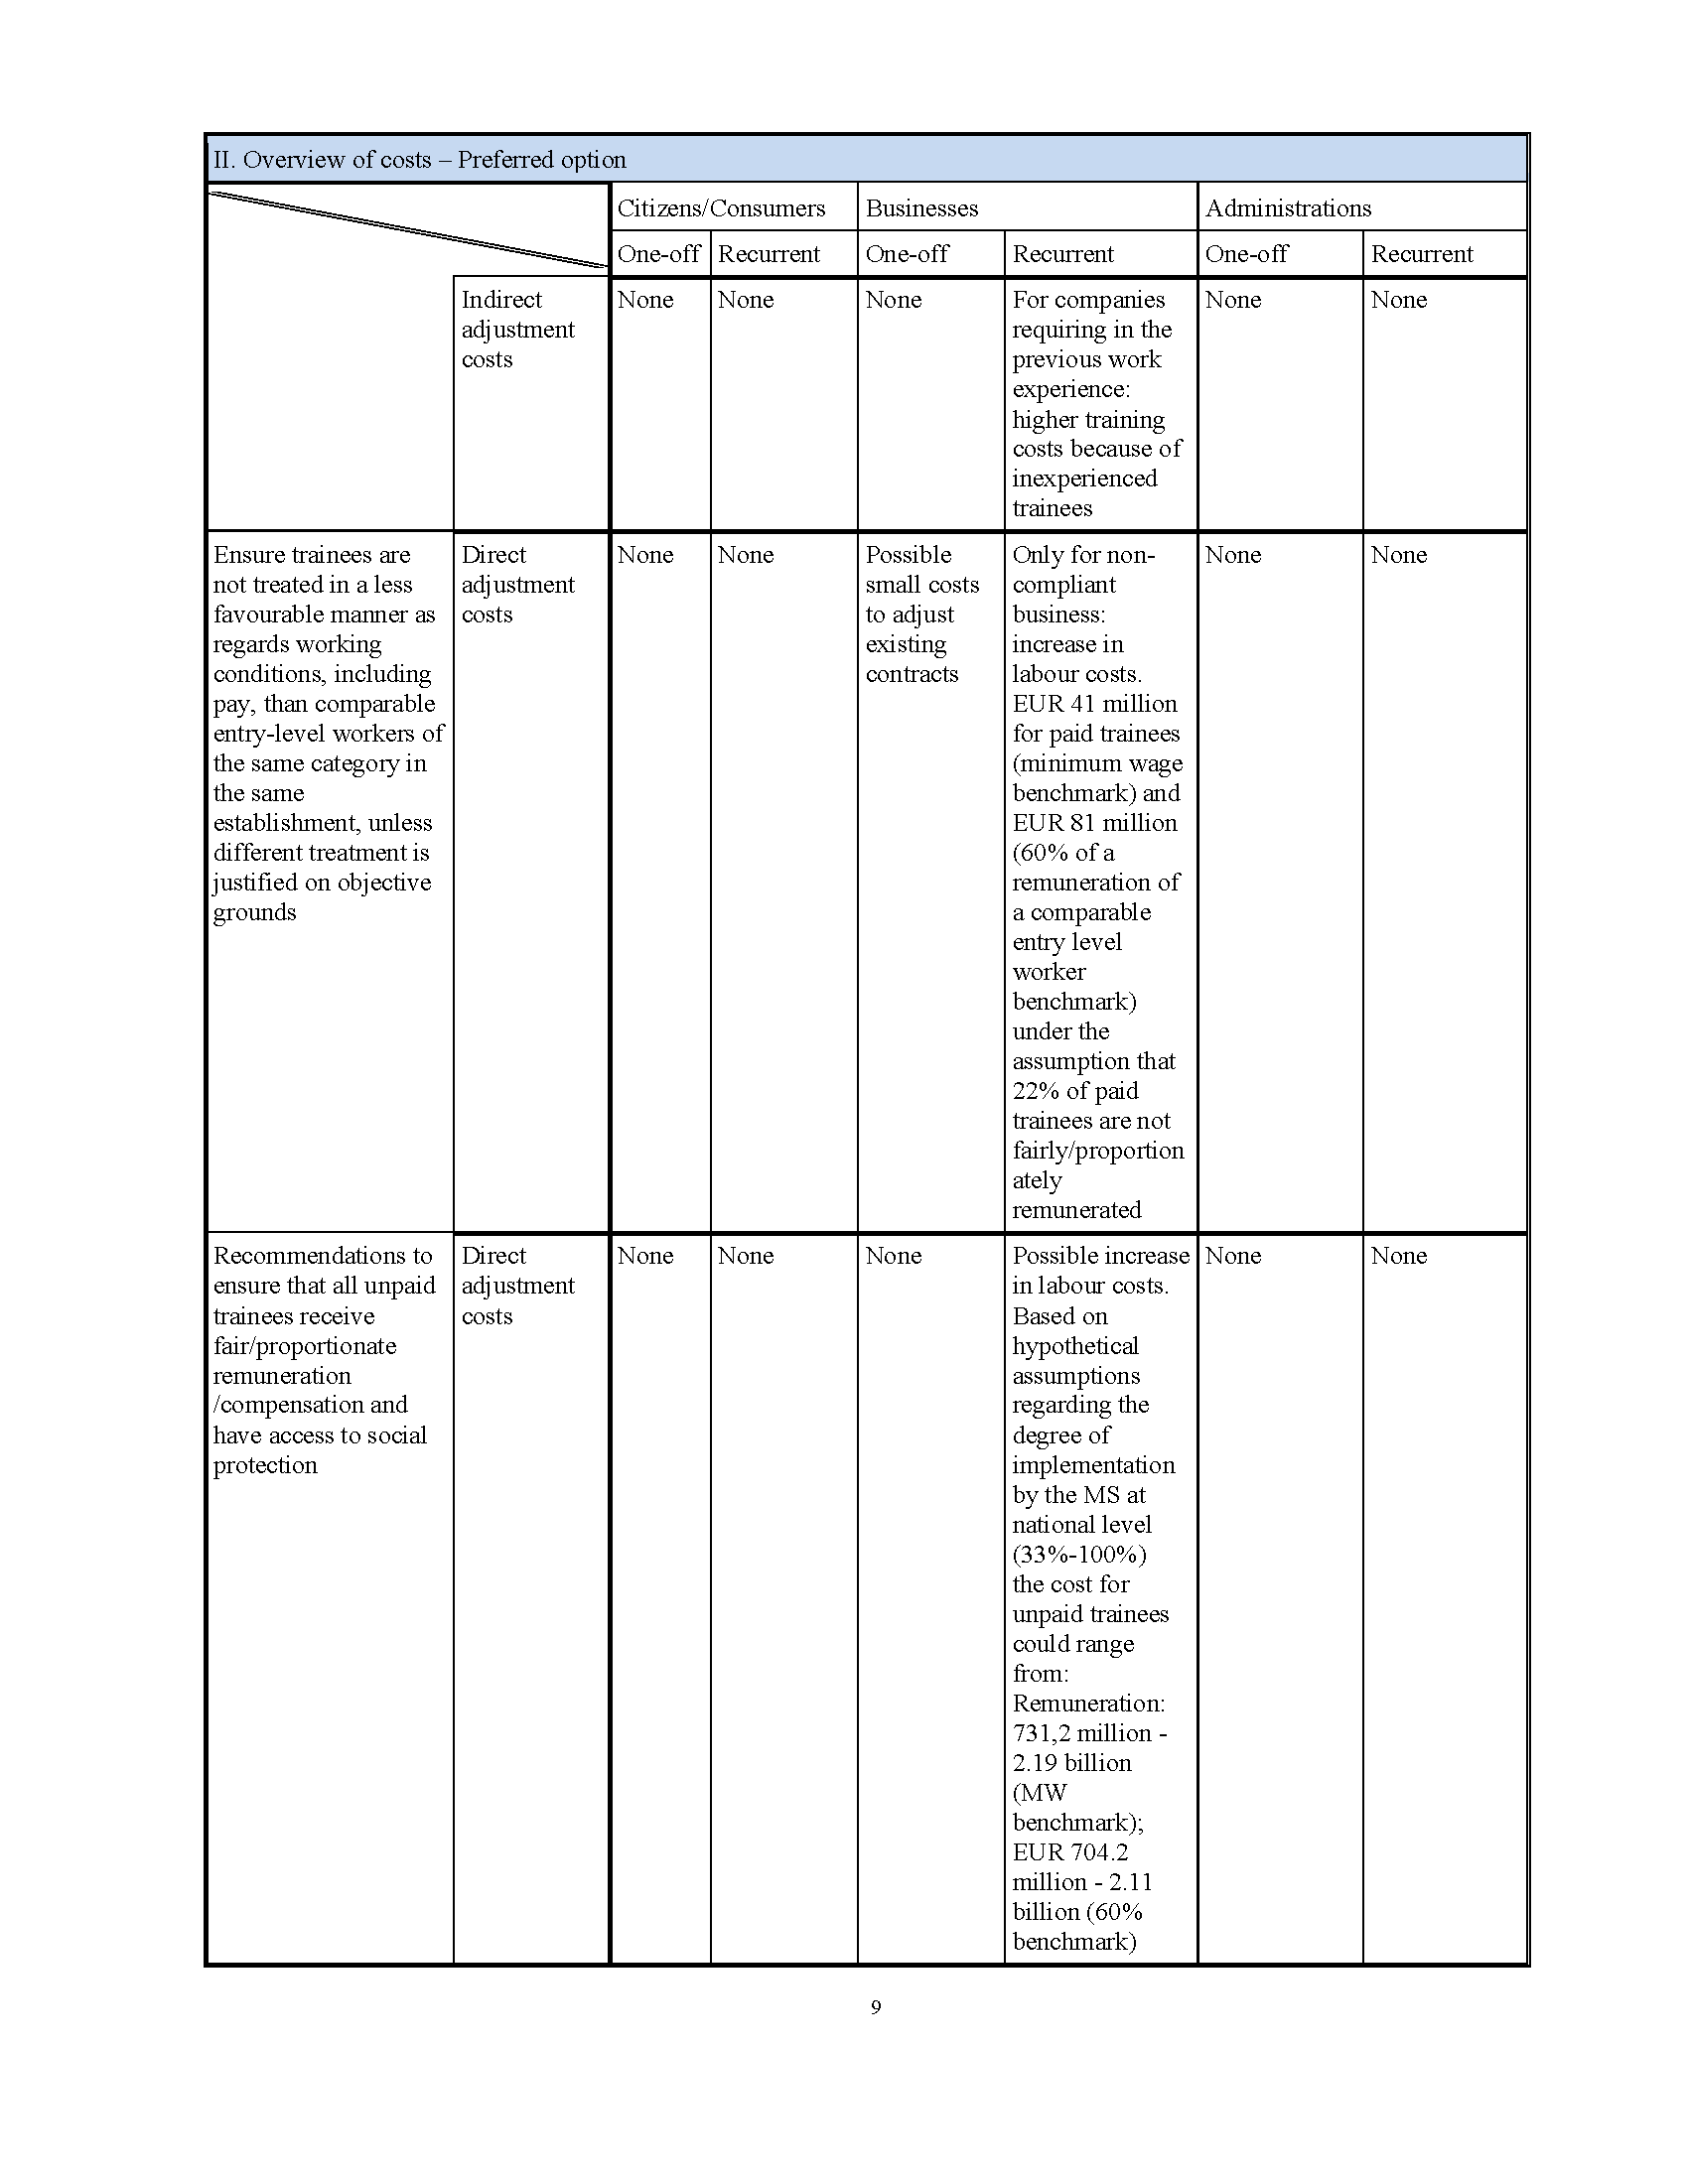 II. Overview of costs – Preferred option
Citizens/Consumers
Businesses
Administrations
One-off
Recurrent
One-off
Recurrent
One-off
Recurrent
Indirect
adjustment
costs
None
None
None
For companies
requiring in the
previous work
experience:
higher training
costs because of
inexperienced
trainees
None
None
Ensure trainees are
not treated in a less
favourable manner as
regards working
conditions, including
pay, than comparable
entry-level workers of
the same category in
the same
establishment, unless
different treatment is
justified on objective
grounds
Direct
adjustment
costs
None
None
Possible
small costs
to adjust
existing
contracts
Only for non-
compliant
business:
increase in
labour costs.
EUR 41 million
for paid trainees
(minimum wage
benchmark) and
EUR 81 million
(60% of a
remuneration of
a comparable
entry level
worker
benchmark)
under the
assumption that
22% of paid
trainees are not
fairly/proportion
ately
remunerated
None
None
Recommendations to
ensure that all unpaid
trainees receive
fair/proportionate
remuneration
/compensation and
have access to social
protection
Direct
adjustment
costs
None
None
None
Possible increase
in labour costs.
Based on
hypothetical
assumptions
regarding the
degree of
implementation
by the MS at
national level
(33%-100%)
the cost for
unpaid trainees
could range
from:
Remuneration:
731,2 million -
2.19 billion
(MW
benchmark);
EUR 704.2
million - 2.11
billion (60%
benchmark)
None
None
9